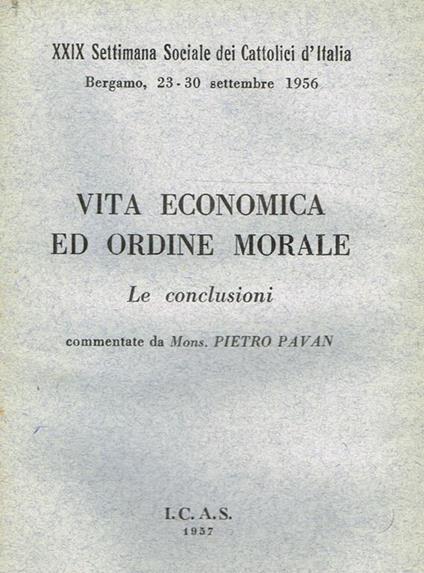 XXIX Settimana Sociale dei Cattolici d'Italia
Bergamo, 23-30 settembre 1956
VITA ECONOMICA
ED ORDINE MORALE
Le conclusioni
commentate da Mons. PIETRO PAVAN
I.C.A.S.
1957